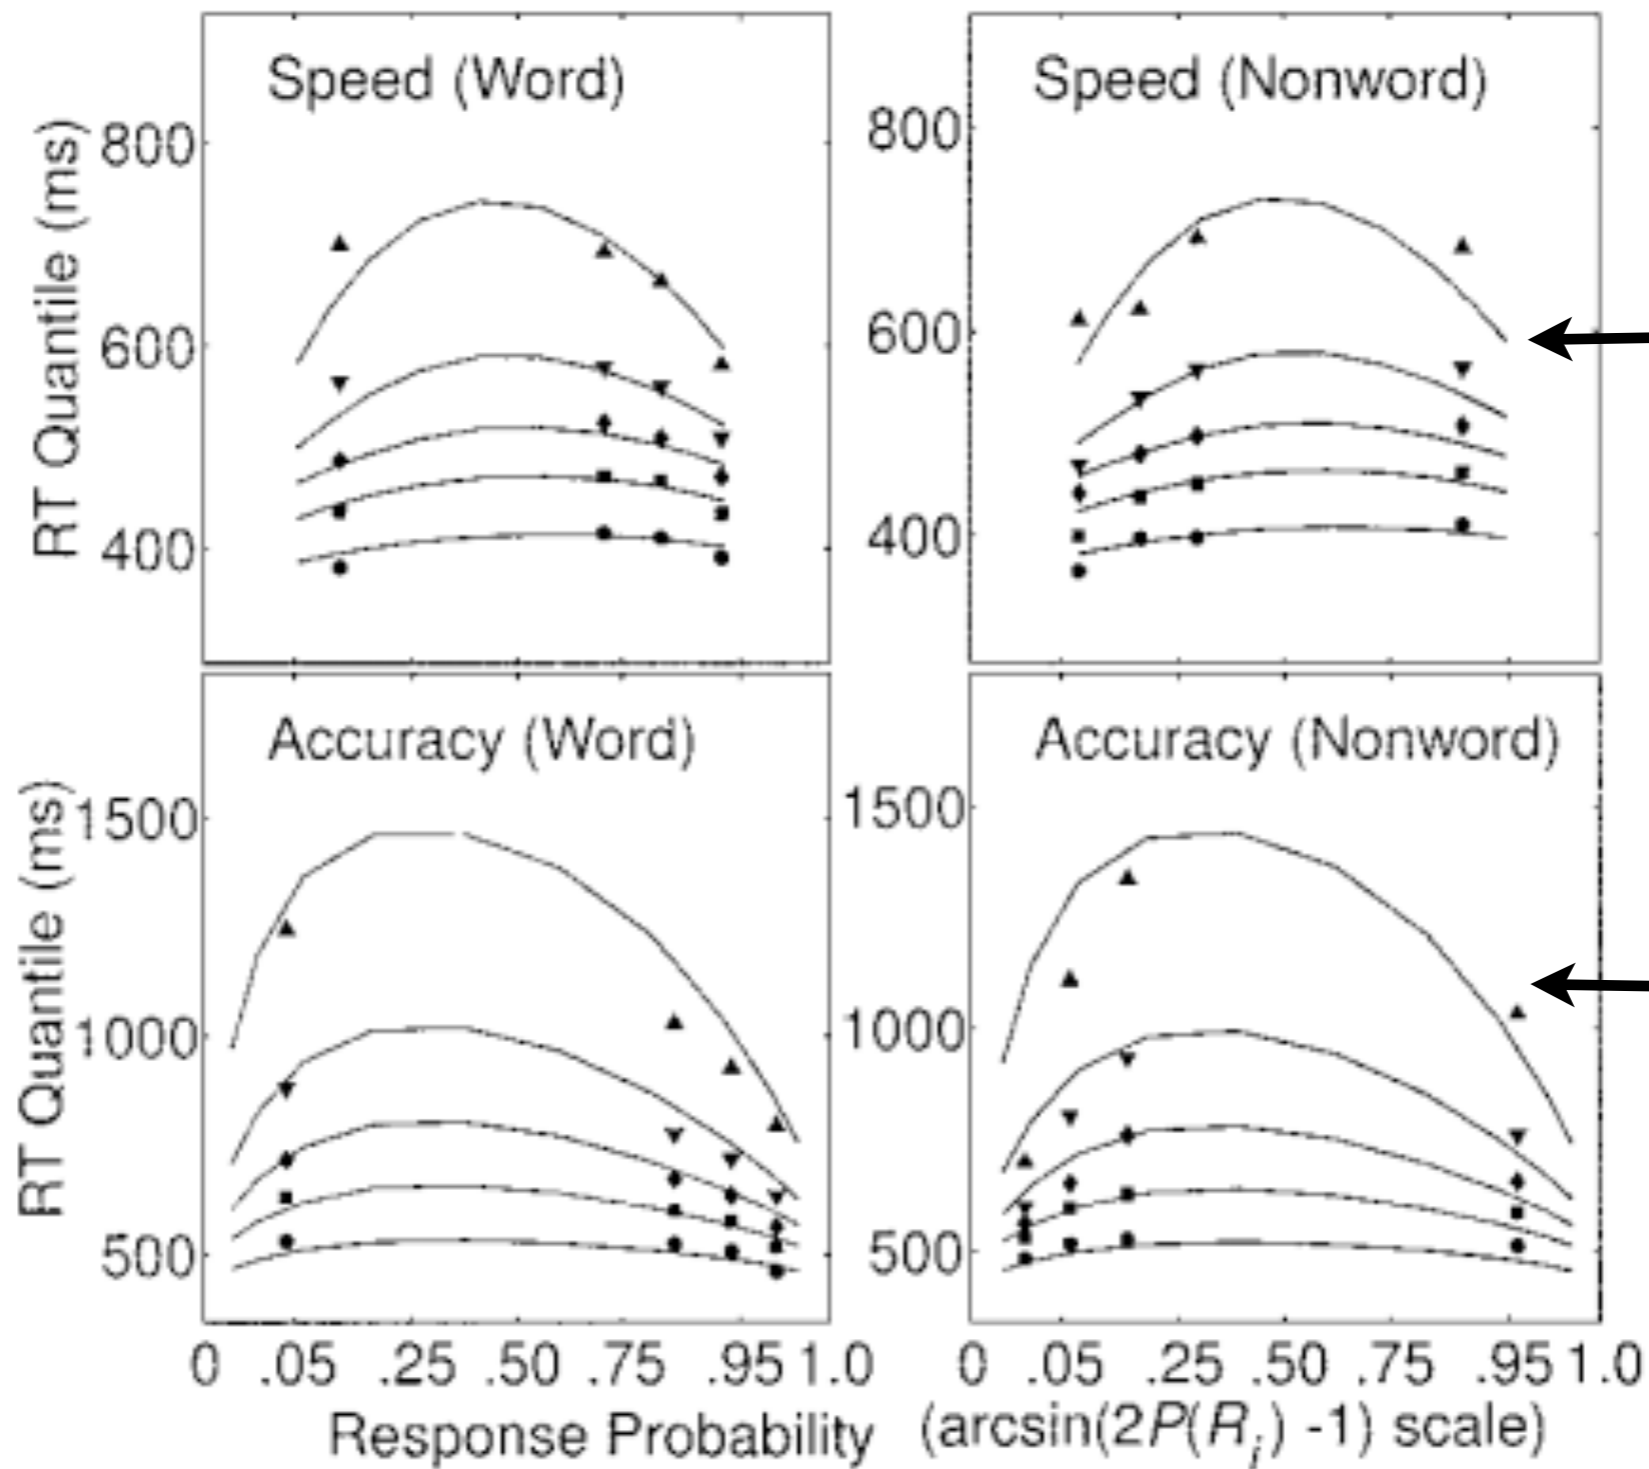 Speed (Word)
Speed (Nonword)
RT Quantile (ms)
800
600
400
800
600
400
Accuracy (Word)
Accuracy (Nonword)
RT Quantile (ms)
1500
1000
500
1500
1000
500
0 .05 .25 .50 .75 .95 1.0
0 .05 .25 .50 .75 .95 1.0
Response Probability (arcsin(2P(R_i) -1) scale)